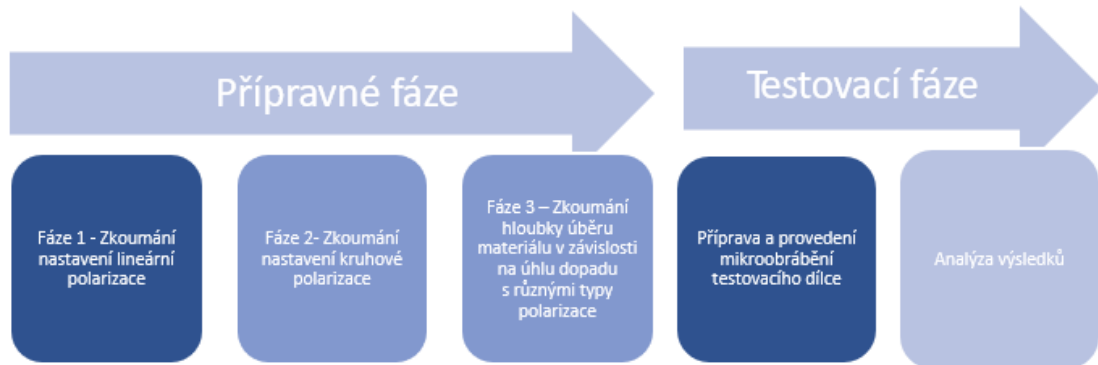 Přípravné fáze
Testovací fáze
Fáze 1 - Zkoumání
nastavení lineární
polarizace
Fáze 2- Zkoumání
nastavení kruhové
polarizace
Fáze 3 – Zkoumání
hloubky úběru
materiálu v závislosti
na úhlu dopadu
s různými typy
polarizace
Příprava a provedení
mikroobrábění
testovacího dílce
Analýza výsledků